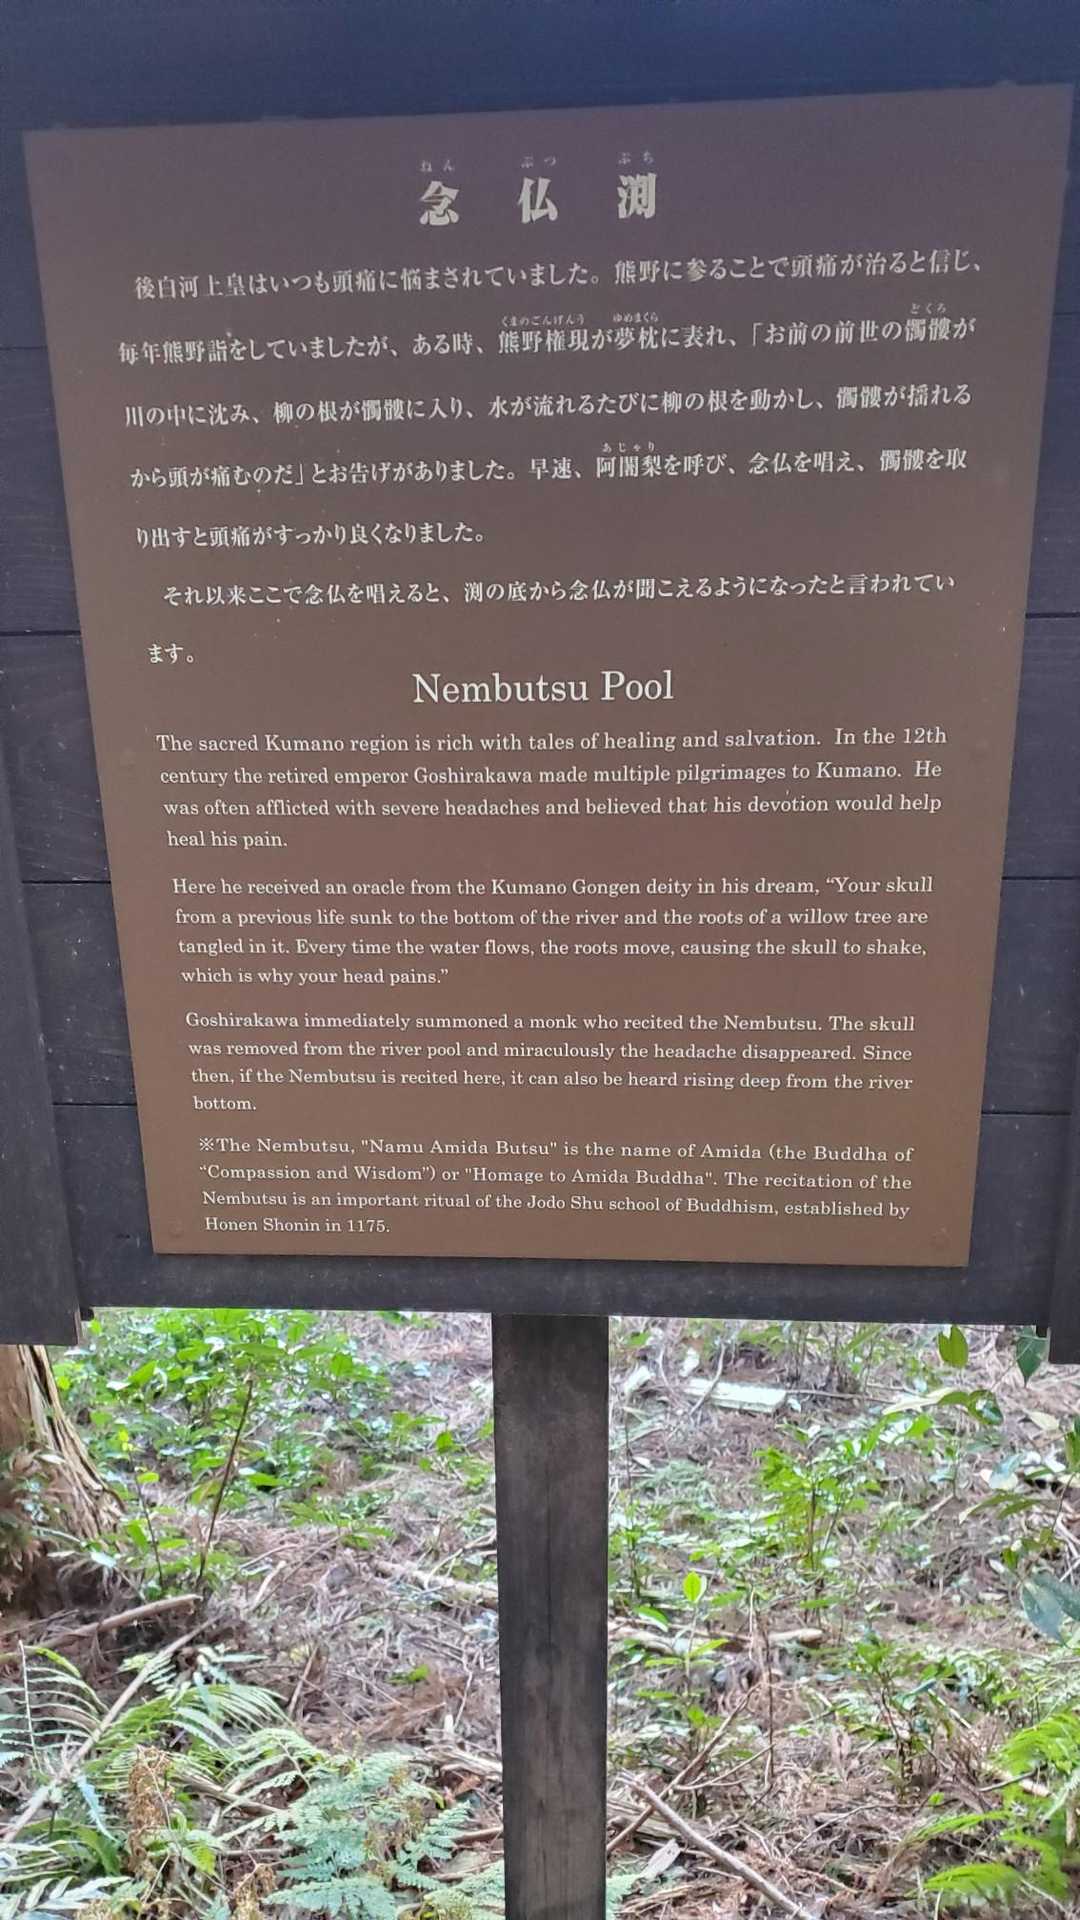 ねん ぶつ ぶち
念 仏 渕
後白河上皇はいつも頭痛に悩まされていました。熊野に参ることで頭痛が治ると信じ、
くまのごんげんう ゆめまくら どくろ
毎年熊野詣をしていましたが、ある時、熊野権現が夢枕に表れ、「お前の前世の髑髏が
川の中に沈み、柳の根が髑髏に入り、水が流れるたびに柳の根を動かし、髑髏が揺れる
あじゃり
から頭が痛むのだ」とお告げがありました。早速、阿闍梨を呼び、念仏を唱え、髑髏を取
り出すと頭痛がすっかり良くなりました。
それ以来ここで念仏を唱えると、渕の底から念仏が聞こえるようになったと言われてい
ます。
Nembutsu Pool
The sacred Kumano region is rich with tales of healing and salvation. In the 12th
century the retired emperor Goshirakawa made multiple pilgrimages to Kumano. He
was often afflicted with severe headaches and believed that his devotion would help
heal his pain.
Here he received an oracle from the Kumano Gongen deity in his dream, “Your skull
from a previous life sunk to the bottom of the river and the roots of a willow tree are
tangled in it. Every time the water flows, the roots move, causing the skull to shake,
which is why your head pains.”
Goshirakawa immediately summoned a monk who recited the Nembutsu. The skull
was removed from the river pool and miraculously the headache disappeared. Since
then, if the Nembutsu is recited here, it can also be heard rising deep from the river
bottom.
※The Nembutsu, "Namu Amida Butsu" is the name of Amida (the Buddha of
“Compassion and Wisdom”) or "Homage to Amida Buddha". The recitation of the
Nembutsu is an important ritual of the Jodo Shu school of Buddhism, established by
Honen Shonin in 1175.